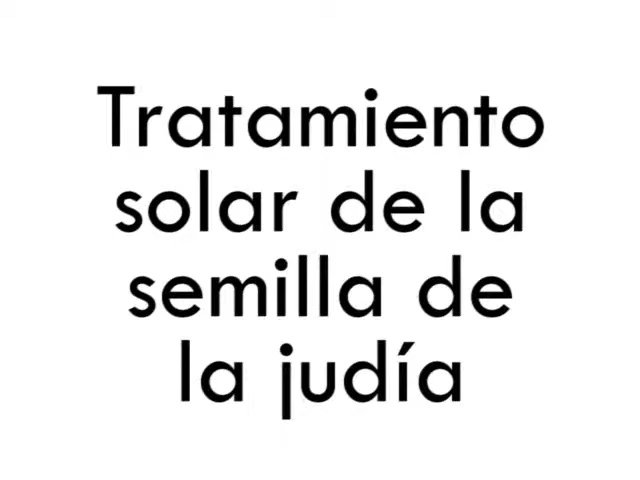 Tratamiento
solar de la
semilla de
la judía